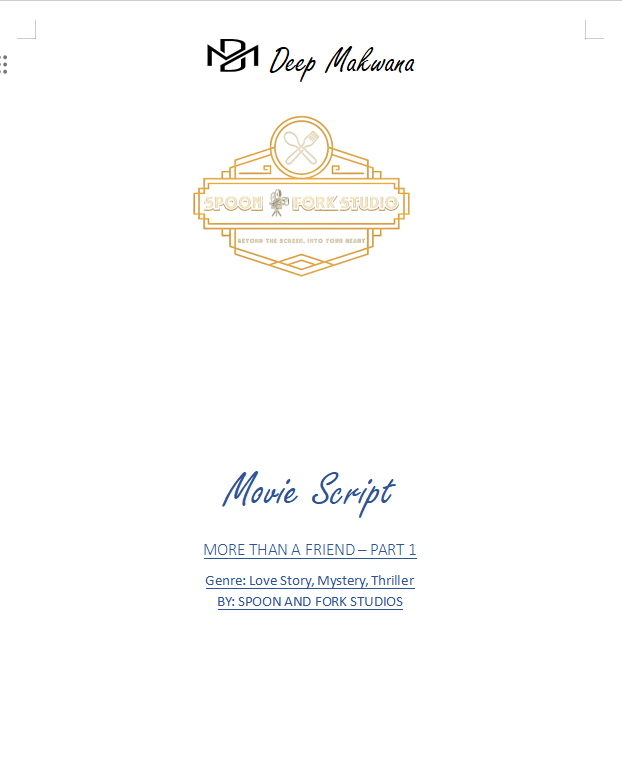 DM Deep Makwana
SPOON FORK STUDIO
BEYOND THE SCREEN, INTO YOUR HEART
Movie Script
MORE THAN A FRIEND – PART 1
Genre: Love Story, Mystery, Thriller
BY: SPOON AND FORK STUDIOS